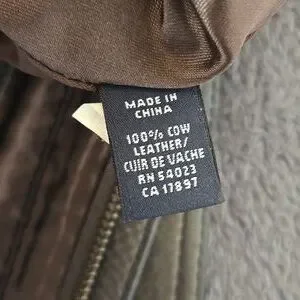 MADE IN
CHINA
100% COW
LEATHER/
CUIR DE VACHE
RN 54023
CA 17897